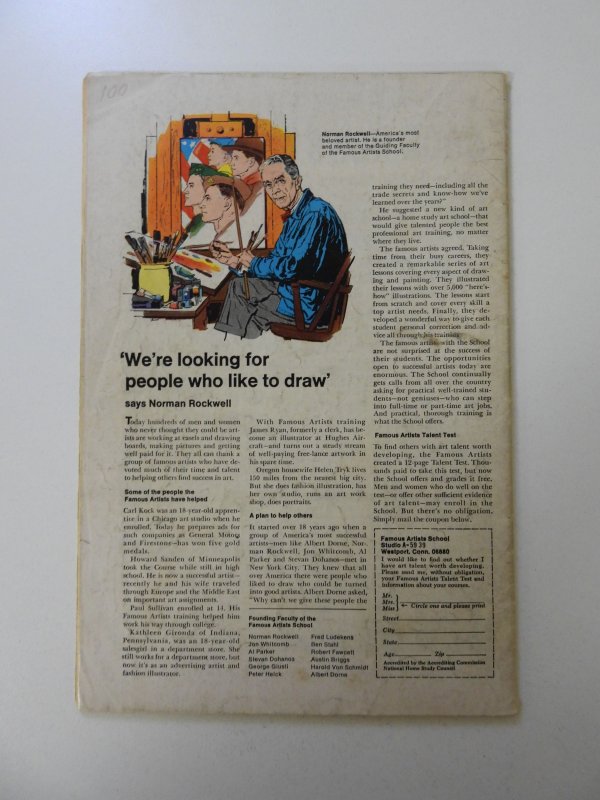 100
Norman Rockwell—America's most
beloved artist. He is a founder
and member of the Guiding Faculty
of the Famous Artists School.
'We're looking for
people who like to draw'
says Norman Rockwell
Today hundreds of men and women
who never thought they could be art-
ists are working at easels and drawing
boards, making pictures and getting
well paid for it. They all can thank a
group of famous artists who have de-
voted much of their time and talent
to helping others find success in art.
Some of the people the
Famous Artists have helped
Carl Kock was an 18-year-old appren-
tice in a Chicago art studio when he
enrolled. Today he prepares ads for
such companies as General Motors
and Firestone—has won five gold
medals.
Howard Sanden of Minneapolis
took the Course while still in high
school. He is now a successful artist—
recently he and his wife traveled
through Europe and the Middle East
on important art assignments.
Paul Sullivan enrolled at 14. His
Famous Artists training helped him
work his way through college.
Kathleen Gironda of Indiana,
Pennsylvania, was an 18-year-old
salesgirl in a department store. She
still works for a department store, but
now it's as an advertising artist and
fashion illustrator.
With Famous Artists training
James Ryan, formerly a clerk, has be-
come an illustrator at Hughes Air-
craft—and turns out a steady stream
of well-paying free-lance artwork in
his spare time.
Oregon housewife Helen Tryk lives
150 miles from the nearest big city.
But she does fashion illustration, has
her own studio, runs an art work
shop, does portraits.
A plan to help others
It started over 18 years ago when a
group of America's most successful
artists—men like Albert Dorne, Nor-
man Rockwell, Jon Whitcomb, Al
Parker and Stevan Dohanos—met in
New York City. They knew that all
over America there were people who
liked to draw who could be turned
into good artists. Albert Dorne asked,
"Why can't we give these people the
Founding Faculty of the
Famous Artists School
Norman Rockwell
Jon Whitcomb
Al Parker
Stevan Dohanos
George Giusti
Peter Helck
Fred Ludekens
Ben Stahl
Robert Fawcett
Austin Briggs
Harold Von Schmidt
Albert Dorne
training they need—including all the
trade secrets and know-how we've
learned over the years?"
He suggested a new kind of art
school—a home study art school—that
would give talented people the best
professional art training, no matter
where they live.
The famous artists agreed. Taking
time from their busy careers, they
created a remarkable series of art
lessons covering every aspect of draw-
ing and painting. They illustrated
their lessons with over 5,000 "here's-
how" illustrations. The lessons start
from scratch and cover every skill a
top artist needs. Finally, they de-
veloped a wonderful way to give each
student personal correction and ad-
vice all through his training.
The famous artists with the School
are not surprised at the success of
their students. The opportunities
open to successful artists today are
enormous. The School continually
gets calls from all over the country
asking for practical well-trained stu-
dents—not geniuses—who can step
into full-time or part-time art jobs.
And practical, thorough training is
what the School offers.
Famous Artists Talent Test
To find others with art talent worth
developing, the Famous Artists
created a 12-page Talent Test. Thou-
sands paid to take this test, but now
the School offers and grades it free.
Men and women who do well on the
test—or offer other sufficient evidence
of art talent—may enroll in the
School. But there's no obligation.
Simply mail the coupon below.
Famous Artists School
Studio A-5939
Westport, Conn. 06880
I would like to find out whether I
have art talent worth developing.
Please send me, without obligation,
your Famous Artists Talent Test and
information about your courses.
Mr.
Mrs.
Miss
Circle one and please print
Street
City
State
Age Zip
Accredited by the Accrediting Commission
National Home Study Council